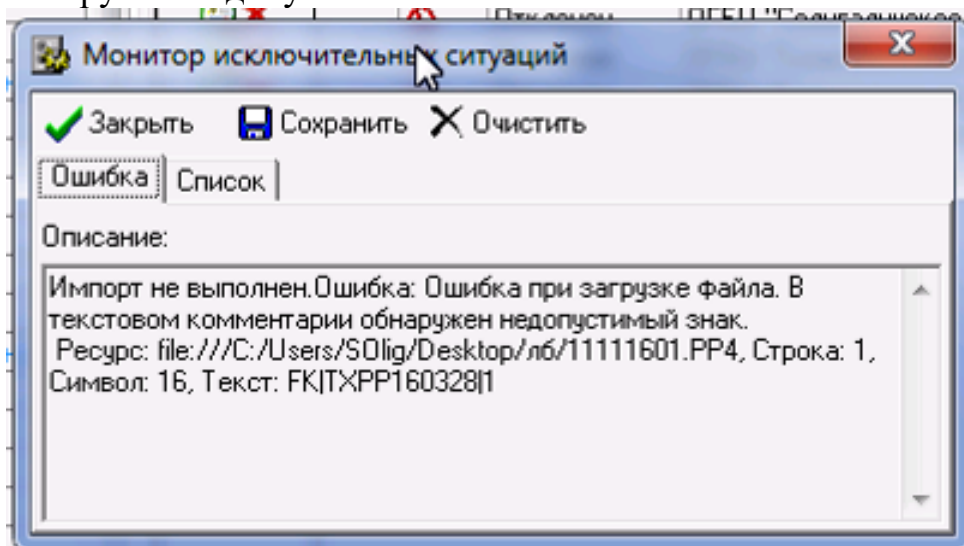 Отклонен
Монитор исключительных ситуаций
Закрыть Сохранить Очистить
Ошибка Список
Описание:
Импорт не выполнен.Ошибка: Ошибка при загрузке файла. В
текстовом комментарии обнаружен недопустимый знак.
Ресурс: file:///C:/Users/SOlig/Desktop/лб/11111601.PP4, Строка: 1,
Символ: 16, Текст: FK|TXPP160328|1